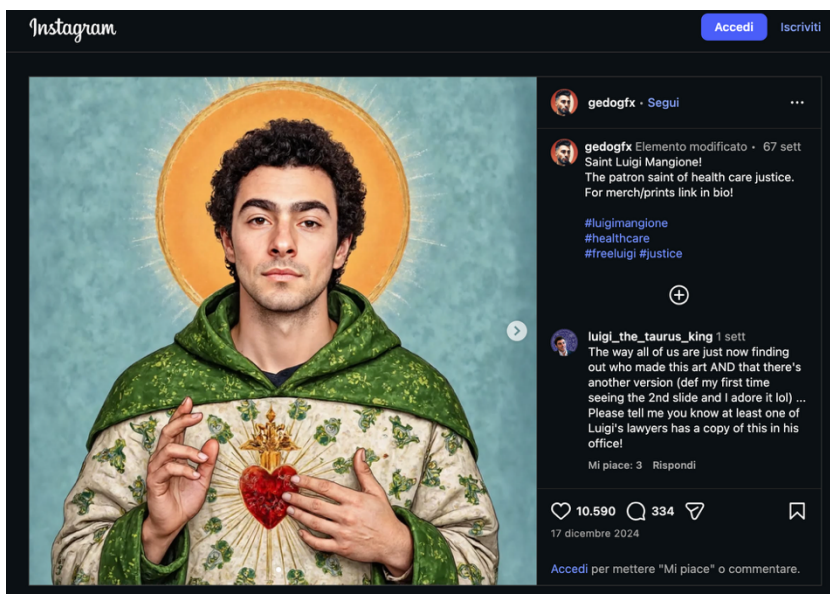 Instagram
Accedi
Iscriviti
gedogfx • Segui
gedogfx Elemento modificato • 67 sett
Saint Luigi Mangione!
The patron saint of health care justice.
For merch/prints link in bio!
#luigimangione
#healthcare
#freeluigi #justice
luigi_the_taurus_king 1 sett
The way all of us are just now finding
out who made this art AND that there's
another version (def my first time
seeing the 2nd slide and I adore it lol) ...
Please tell me you know at least one of
Luigi's lawyers has a copy of this in his
office!
Mi piace: 3 Rispondi
10.590 334
17 dicembre 2024
Accedi per mettere "Mi piace" o commentare.